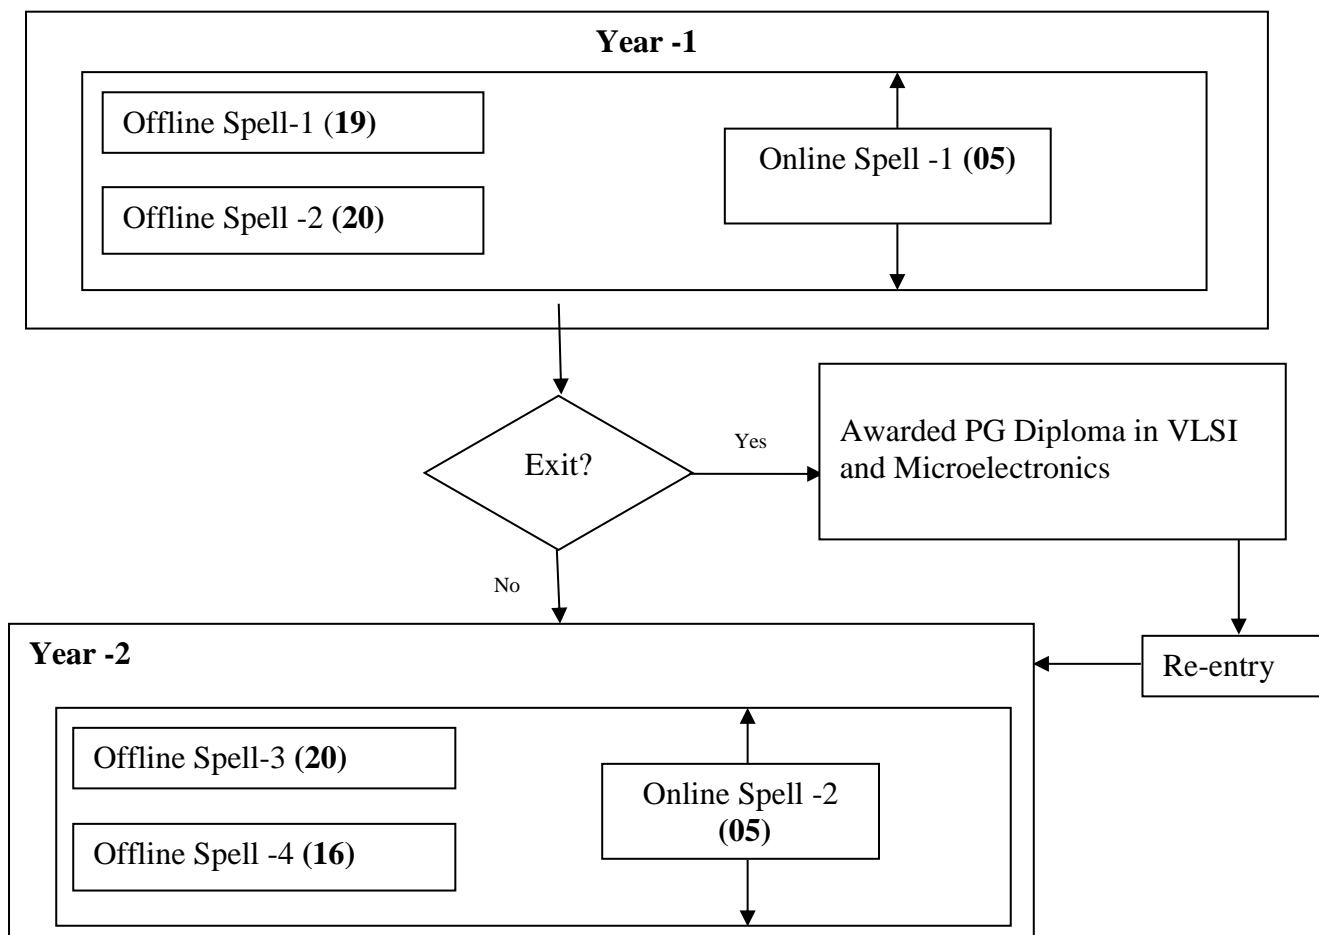 Year -1
Offline Spell-1 (19)
Online Spell -1 (05)
Offline Spell -2 (20)
Exit?
Yes
Awarded PG Diploma in VLSI
and Microelectronics
No
Re-entry
Year -2
Offline Spell-3 (20)
Online Spell -2
(05)
Offline Spell -4 (16)